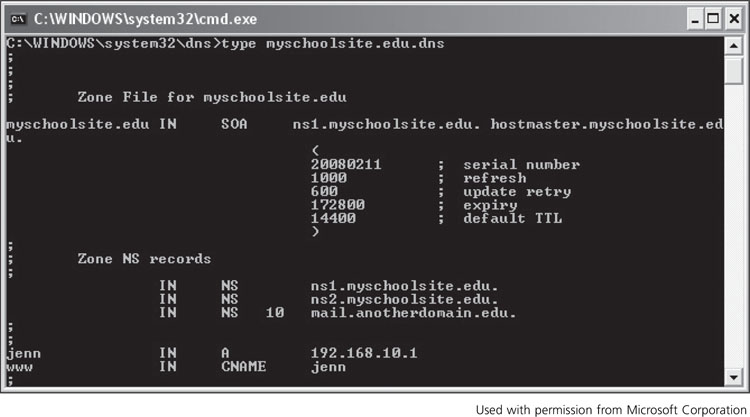 C:\WINDOWS\system32\cmd.exe
C:\WINDOWS\system32\dns>type myschoolsite.edu.dns
;
;
;
;
;       Zone File for myschoolsite.edu
myschoolsite.edu IN     SOA     ns1.myschoolsite.edu. hostmaster.myschoolsite.ed
u.
(
20080211        ;  serial number
1000            ;  refresh
600             ;  update retry
172800          ;  expiry
14400           ;  default TTL
)
;
;       Zone NS records
;
IN      NS      ns1.myschoolsite.edu.
IN      NS      ns2.myschoolsite.edu.
IN      NS   10   mail.anotherdomain.edu.
;
;
jenn    IN      A       192.168.10.1
www     IN      CNAME   jenn
;
Used with permission from Microsoft Corporation